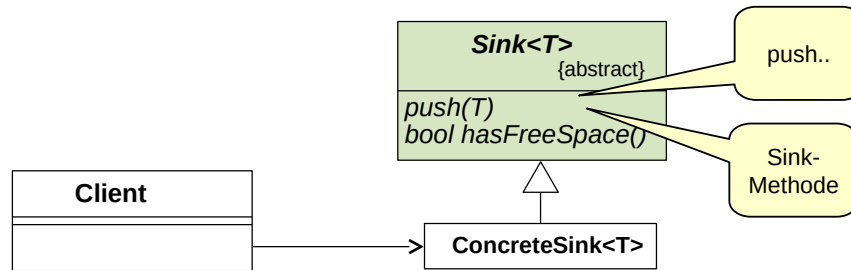 Sink<T>
{abstract}
push(T)
bool hasFreeSpace()
push..
Sink-
Methode
Client
ConcreteSink<T>